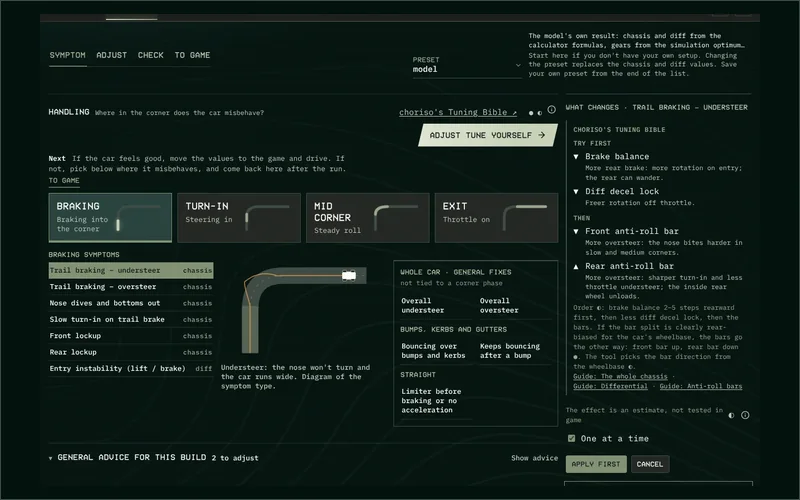 SYMPTOM
ADJUST
CHECK
TO GAME
PRESET
model
The model's own result: chassis and diff from the
calculator formulas, gears from the simulation optimum…
Start here if you don't have your own setup. Changing
the preset replaces the chassis and diff values. Save
your own preset from the end of the list.
HANDLING Where in the corner does the car misbehave?
choriso's Tuning Bible ↗
ADJUST TUNE YOURSELF →
Next If the car feels good, move the values to the game and drive. If
not, pick below where it misbehaves, and come back here after the run.
TO GAME
BRAKING
Braking into
the corner
TURN-IN
Steering in
MID
CORNER
Steady roll
EXIT
Throttle on
BRAKING SYMPTOMS
Trail braking – understeer chassis
Trail braking – oversteer chassis
Nose dives and bottoms out chassis
Slow turn-in on trail brake chassis
Front lockup chassis
Rear lockup chassis
Entry instability (lift / brake) diff
Understeer: the nose won't turn and
the car runs wide. Diagram of the
symptom type.
WHOLE CAR · GENERAL FIXES
not tied to a corner phase
Overall
understeer
Overall
oversteer
BUMPS, KERBS AND GUTTERS
Bouncing over
bumps and kerbs
Keeps bouncing
after a bump
STRAIGHT
Limiter before
braking or no
acceleration
▾ GENERAL ADVICE FOR THIS BUILD 2 to adjust
Show advice
WHAT CHANGES · TRAIL BRAKING – UNDERSTEER
CHORISO'S TUNING BIBLE
TRY FIRST
▼ Brake balance
More rear brake: more rotation on entry;
the rear can wander.
▼ Diff decel lock
Freer rotation off throttle.
THEN
▼ Front anti-roll bar
More oversteer: the nose bites harder in
slow and medium corners.
▲ Rear anti-roll bar
More oversteer: sharper turn-in and less
throttle understeer; the inside rear
wheel unloads.
Order ◐: brake balance 2–5 steps rearward
first, then less diff decel lock, then the
bars. If the bar split is clearly rear-
biased for the car's wheelbase, the bars go
the other way: front bar up, rear bar down
●. The tool picks the bar direction from
the wheelbase ◐.
Guide: The whole chassis ·
Guide: Differential · Guide: Anti-roll bars
The effect is an estimate, not tested in
game
One at a time
APPLY FIRST
CANCEL